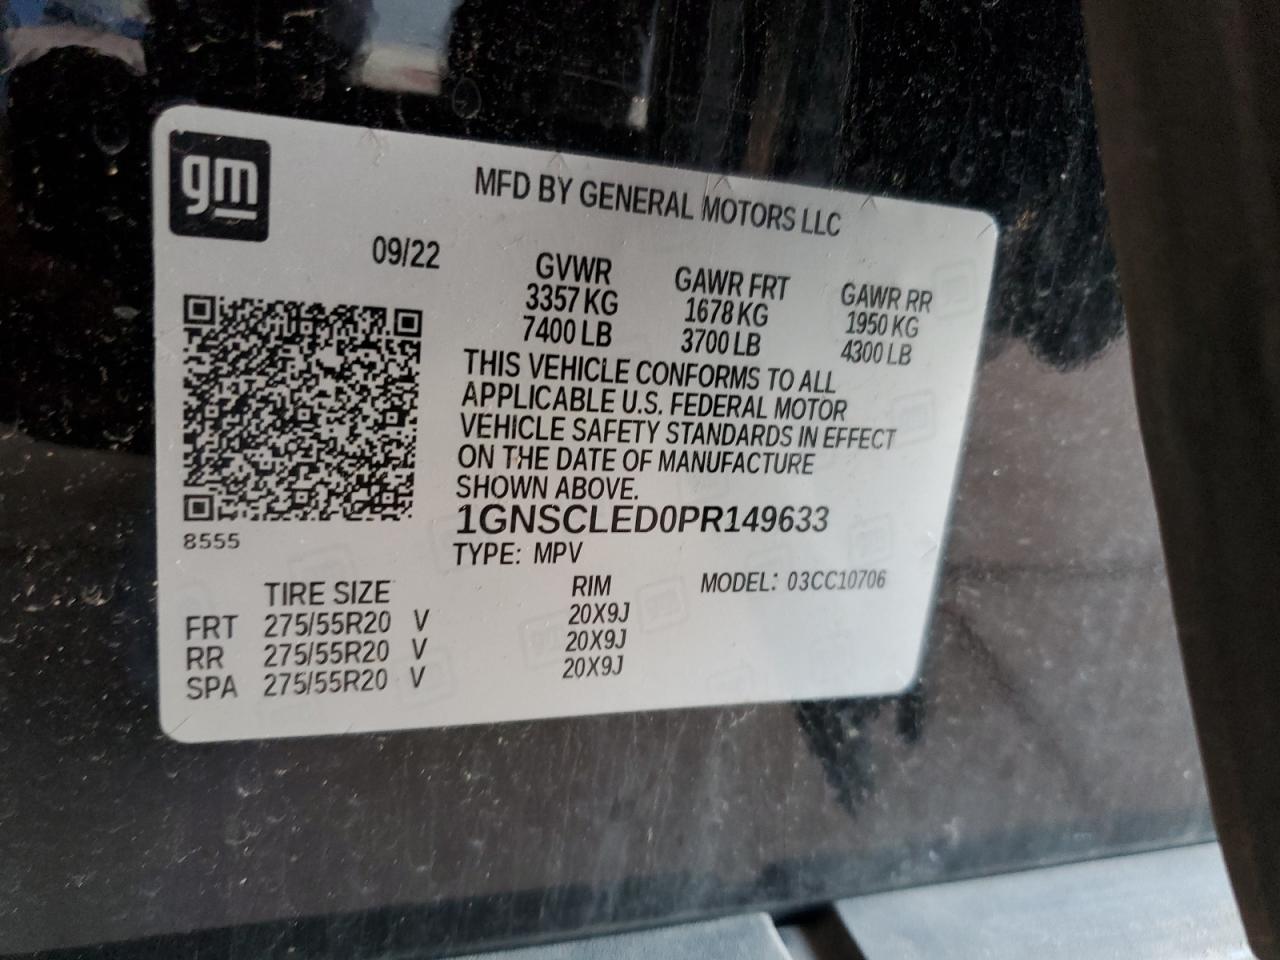 gm
MFD BY GENERAL MOTORS LLC
09/22
GVWR GAWR FRT GAWR RR
3357 KG 1678 KG 1950 KG
7400 LB 3700 LB 4300 LB
THIS VEHICLE CONFORMS TO ALL
APPLICABLE U.S. FEDERAL MOTOR
VEHICLE SAFETY STANDARDS IN EFFECT
ON THE DATE OF MANUFACTURE
SHOWN ABOVE.
1GNSCLED0PR149633
8555
TYPE: MPV
MODEL: 03CC10706
TIRE SIZE RIM
FRT 275/55R20 V 20X9J
RR 275/55R20 V 20X9J
SPA 275/55R20 V 20X9J